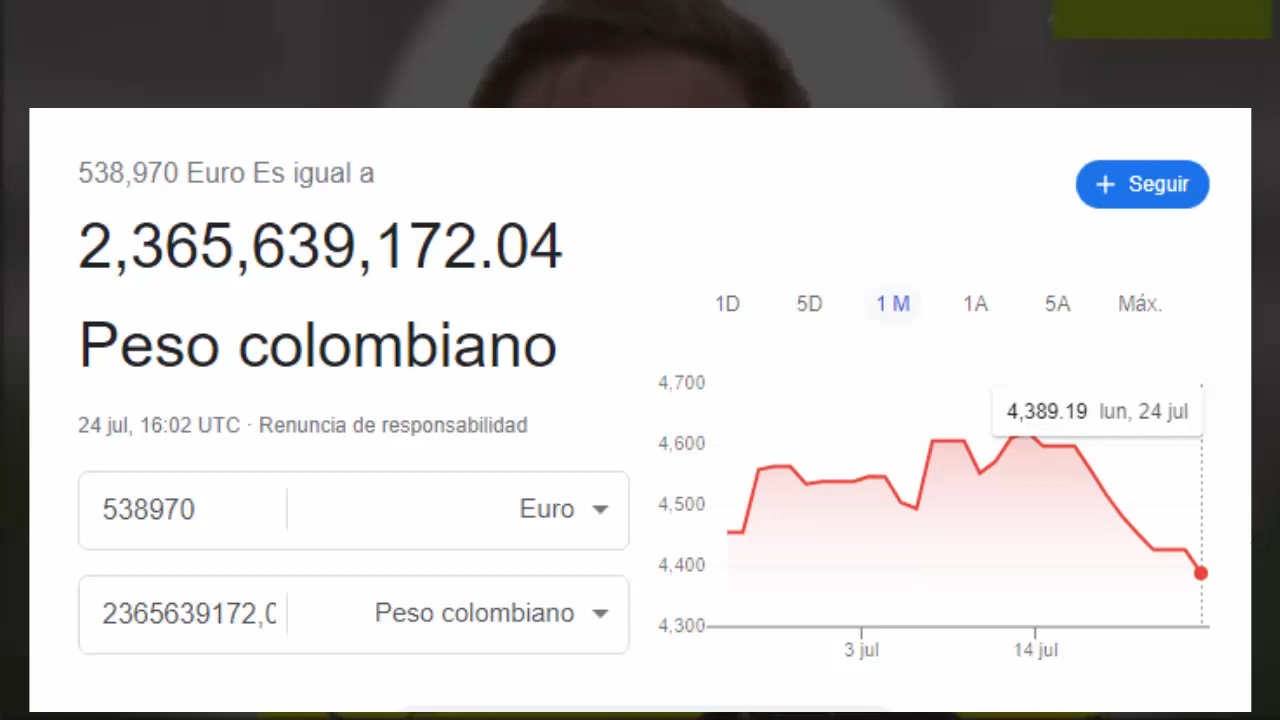 538,970 Euro Es igual a
2,365,639,172.04
Peso colombiano
24 jul, 16:02 UTC · Renuncia de responsabilidad
538970 Euro
2365639172,0 Peso colombiano
+ Seguir
1D 5D 1 M 1A 5A Máx.
4,389.19 lun, 24 jul
4,700
4,600
4,500
4,400
4,300
3 jul 14 jul